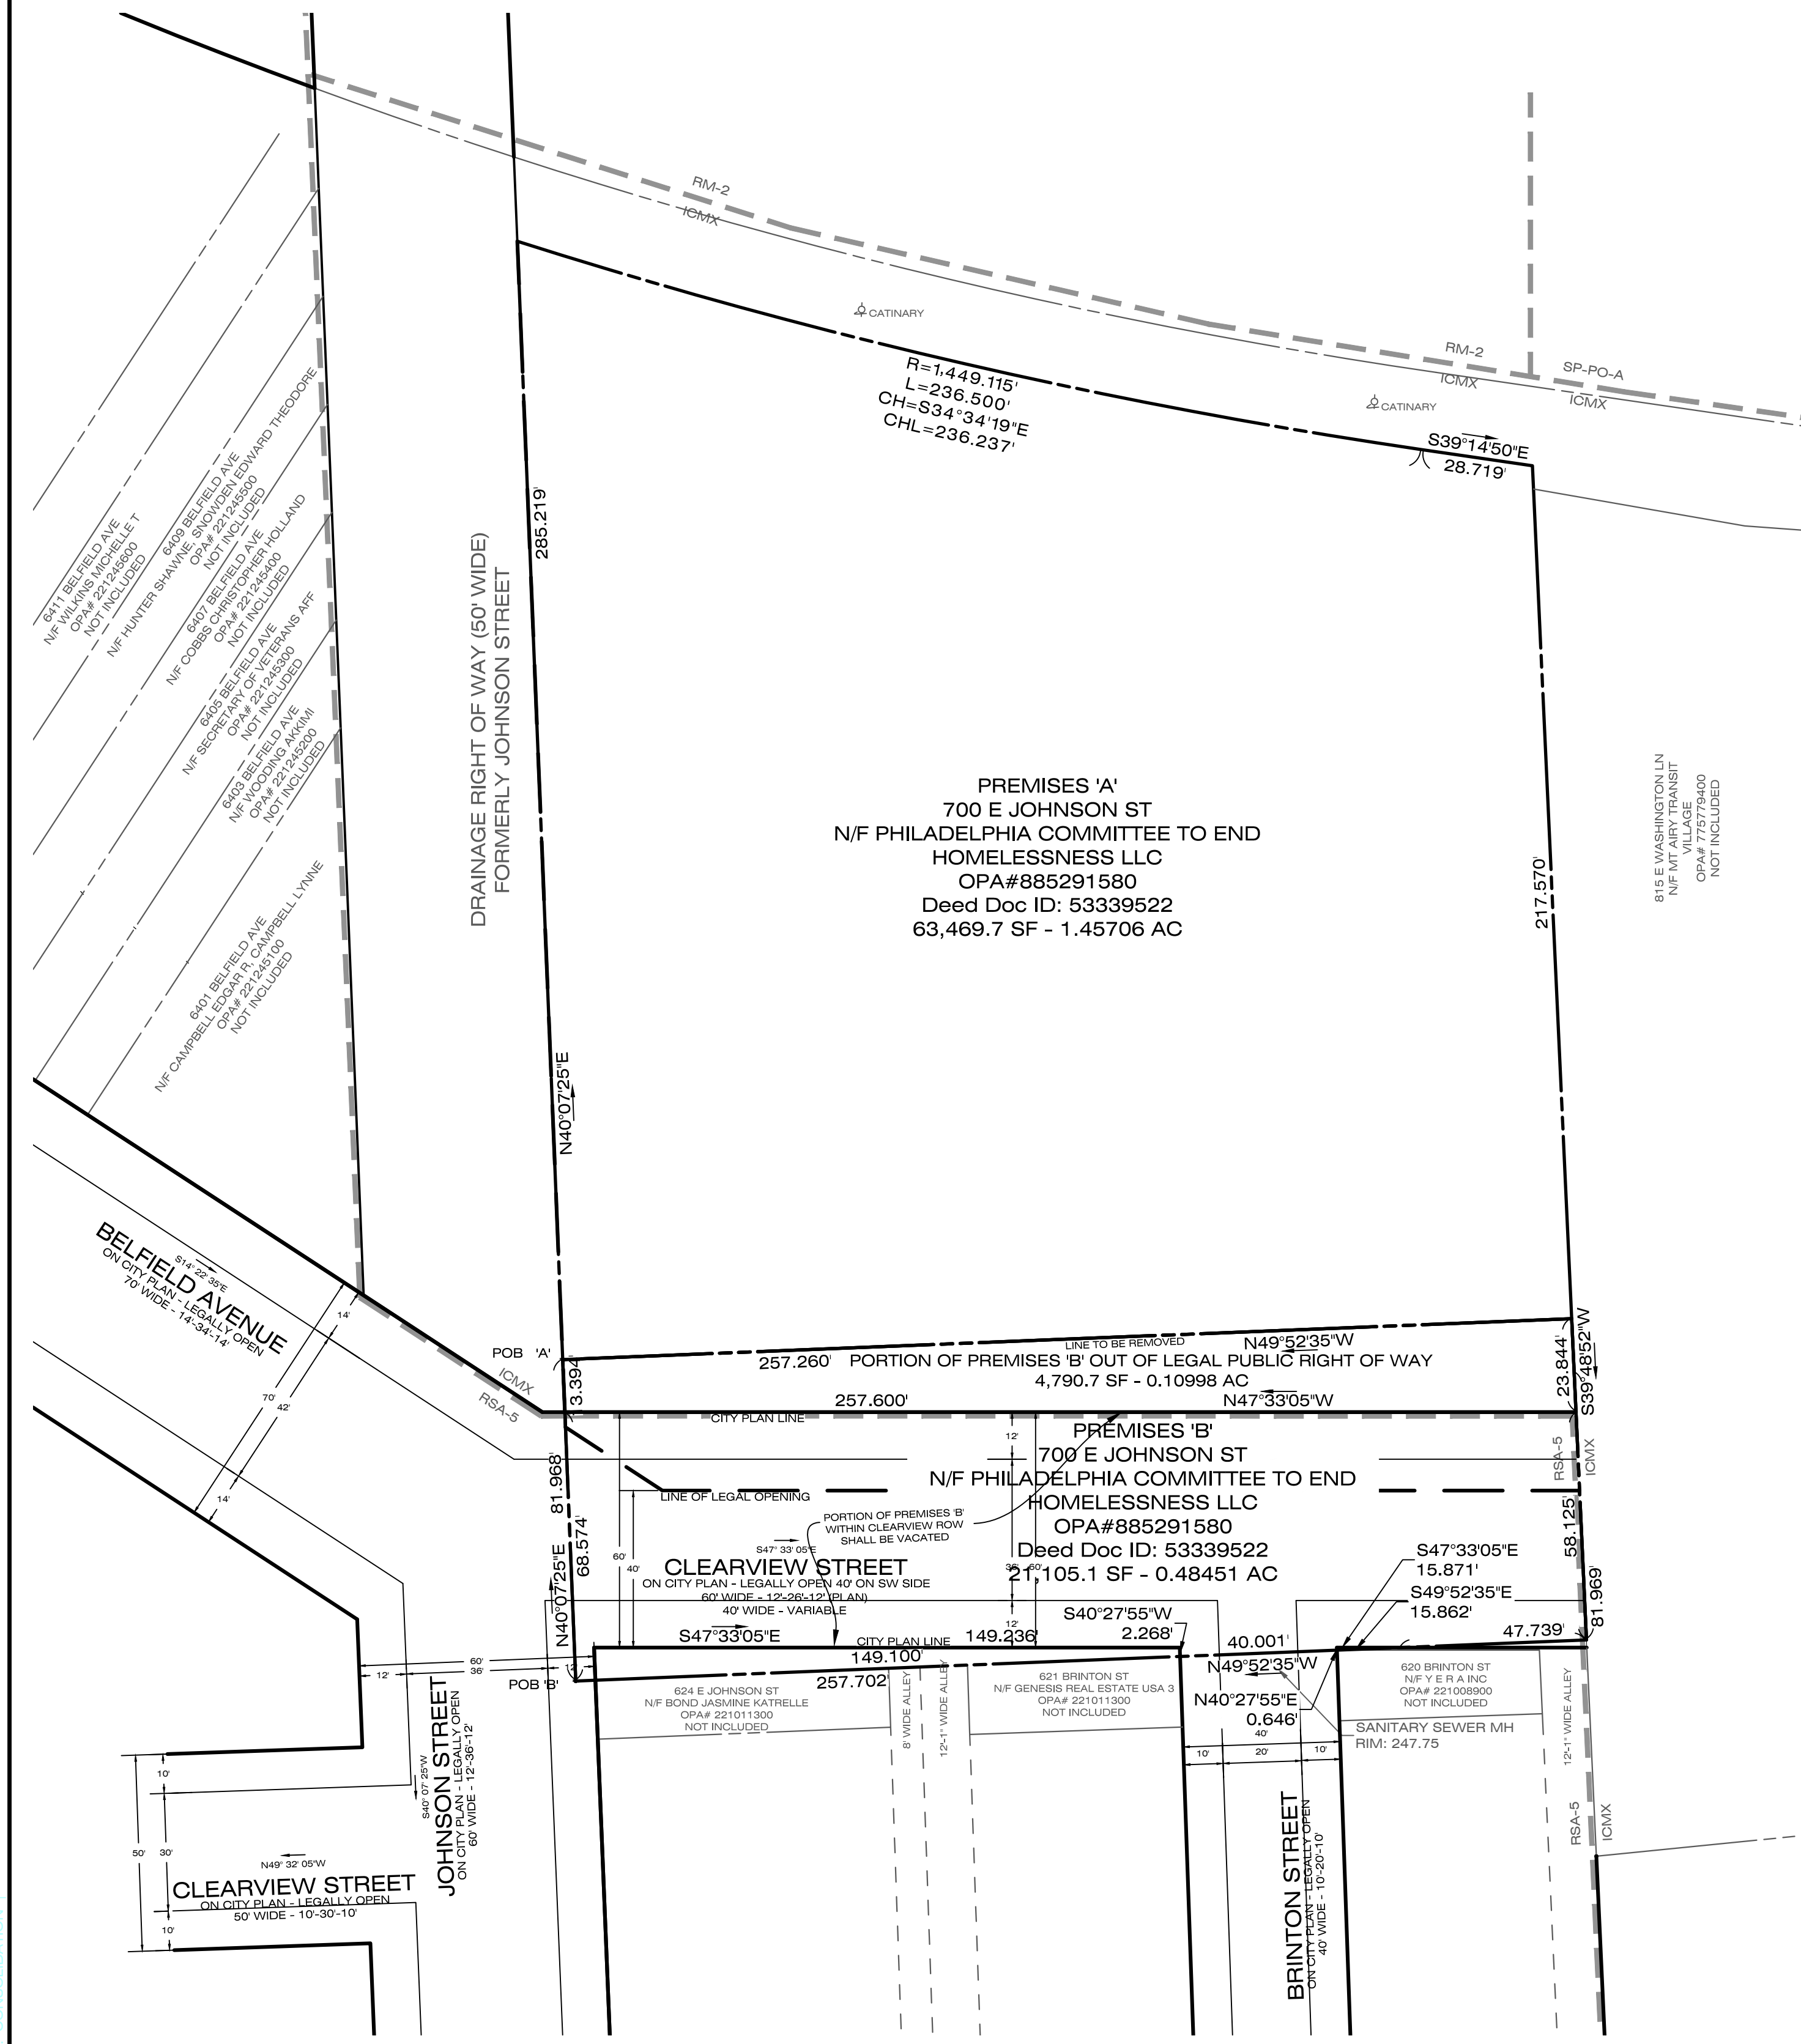 RM-2
ICMX
CATINARY
RM-2
ICMX
SP-PO-A
ICMX
CATINARY
R=1,449.115'
L=236.500'
CH=S34°34'19"E
CHL=236.237'
S39°14'50"E
28.719'
285.219'
N40°07'25"E
DRAINAGE RIGHT OF WAY (50' WIDE)
FORMERLY JOHNSON STREET
6411 BELFIELD AVE
N/F WILKINS MICHELLE T
OPA# 221245600
NOT INCLUDED
6409 BELFIELD AVE
N/F HUNTER SHAWNE, SNOWDEN EDWARD THEODORE
OPA# 221245500
NOT INCLUDED
6407 BELFIELD AVE
N/F COBBS CHRISTOPHER HOLLAND
OPA# 221245400
NOT INCLUDED
6405 BELFIELD AVE
N/F SECRETARY OF VETERANS AFF
OPA# 221245300
NOT INCLUDED
6403 BELFIELD AVE
N/F WOODING AKKIMI
OPA# 221245200
NOT INCLUDED
6401 BELFIELD AVE
N/F CAMPBELL EDGAR R, CAMPBELL LYNNE
OPA# 221245100
NOT INCLUDED
PREMISES 'A'
700 E JOHNSON ST
N/F PHILADELPHIA COMMITTEE TO END
HOMELESSNESS LLC
OPA#885291580
Deed Doc ID: 53339522
63,469.7 SF - 1.45706 AC
217.570'
815 E WASHINGTON LN
N/F MT AIRY TRANSIT
VILLAGE
OPA# 775779400
NOT INCLUDED
S14° 22' 35"E
BELFIELD AVENUE
ON CITY PLAN - LEGALLY OPEN
70' WIDE - 14'-34'-14'
14'
70'
42'
14'
POB 'A'
ICMX
RSA-5
13.394'
LINE TO BE REMOVED
N49°52'35"W
257.260'
PORTION OF PREMISES 'B' OUT OF LEGAL PUBLIC RIGHT OF WAY
4,790.7 SF - 0.10998 AC
257.600'
N47°33'05"W
23.844'
S39°48'52"W
CITY PLAN LINE
PREMISES 'B'
700 E JOHNSON ST
N/F PHILADELPHIA COMMITTEE TO END
HOMELESSNESS LLC
OPA#885291580
Deed Doc ID: 53339522
21,105.1 SF - 0.48451 AC
12'
36'
60'
12'
RSA-5
ICMX
81.968'
N40°07'25"E
68.574'
LINE OF LEGAL OPENING
PORTION OF PREMISES 'B'
WITHIN CLEARVIEW ROW
SHALL BE VACATED
60'
40'
S47° 33' 05"E
CLEARVIEW STREET
ON CITY PLAN - LEGALLY OPEN 40' ON SW SIDE
60' WIDE - 12'-26'-12' (PLAN)
40' WIDE - VARIABLE
58.125'
81.969'
S47°33'05"E
15.871'
S49°52'35"E
15.862'
S40°27'55"W
2.268'
S47°33'05"E
CITY PLAN LINE
149.236'
149.100'
40.001'
47.739'
N49°52'35"W
257.702'
N40°27'55"E
0.646'
POB 'B'
60'
12'
36'
624 E JOHNSON ST
N/F BOND JASMINE KATRELLE
OPA# 221011300
NOT INCLUDED
8' WIDE ALLEY
12'-1" WIDE ALLEY
621 BRINTON ST
N/F GENESIS REAL ESTATE USA 3
OPA# 221011300
NOT INCLUDED
620 BRINTON ST
N/F Y E R A INC
OPA# 221008900
NOT INCLUDED
12'-1" WIDE ALLEY
SANITARY SEWER MH
RIM: 247.75
40'
10'
20'
10'
BRINTON STREET
ON CITY PLAN - LEGALLY OPEN
40' WIDE - 10'-20'-10'
RSA-5
ICMX
S40° 07' 25"W
JOHNSON STREET
ON CITY PLAN - LEGALLY OPEN
60' WIDE - 12'-36'-12'
10'
50'
30'
10'
N49° 32' 05"W
CLEARVIEW STREET
ON CITY PLAN - LEGALLY OPEN
50' WIDE - 10'-30'-10'